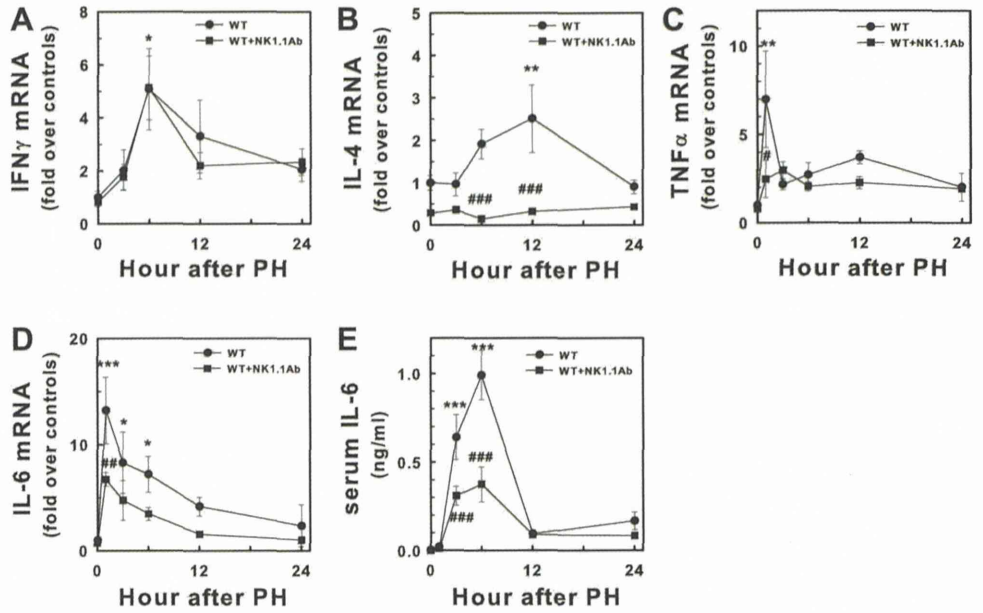 A
IFNγ mRNA
(fold over controls)
8
6
4
2
0
*
WT
WT+NK1.1Ab
0
12
24
Hour after PH
B
IL-4 mRNA
(fold over controls)
5
4
3
2
1
0
**
###
###
WT
WT+NK1.1Ab
0
12
24
Hour after PH
C
TNFα mRNA
(fold over controls)
10
5
0
**
#
WT
WT+NK1.1Ab
0
12
24
Hour after PH
D
IL-6 mRNA
(fold over controls)
20
10
0
***
*
*
##
WT
WT+NK1.1Ab
0
12
24
Hour after PH
E
serum IL-6
(ng/ml)
1.0
0.5
0.0
***
***
###
###
WT
WT+NK1.1Ab
0
12
24
Hour after PH